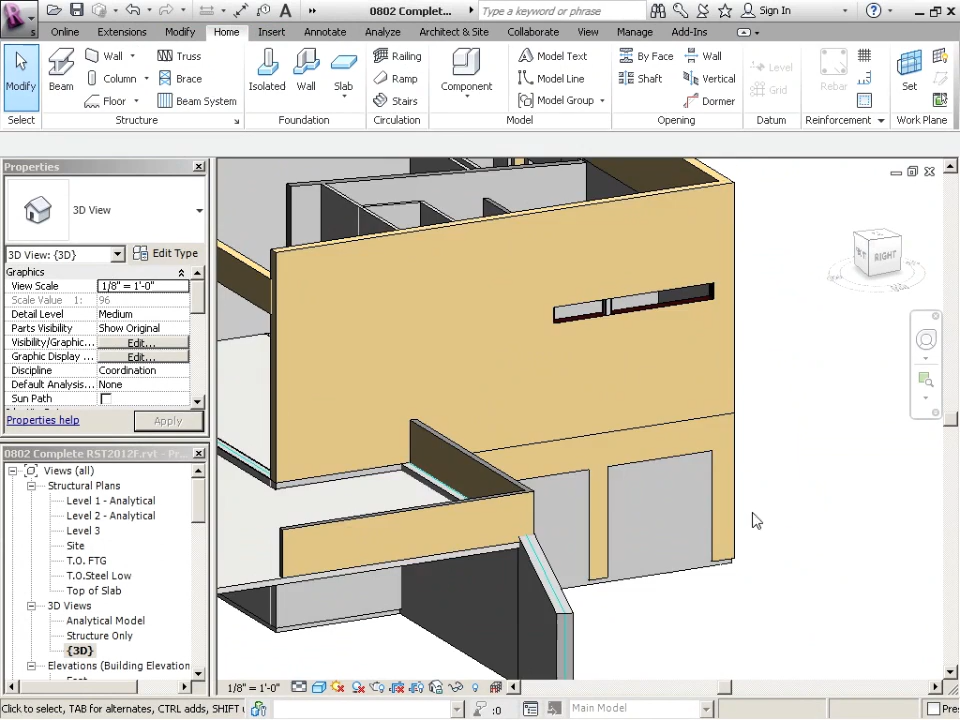 0802 Complet...
Type a keyword or phrase
Sign In
Online
Extensions
Modify
Home
Insert
Annotate
Analyze
Architect & Site
Collaborate
View
Manage
Add-Ins
Modify
Select
Beam
Wall
Column
Floor
Truss
Brace
Beam System
Structure
Isolated
Wall
Slab
Foundation
Railing
Ramp
Stairs
Circulation
Component
Model Text
Model Line
Model Group
Model
By Face
Shaft
Wall
Vertical
Dormer
Opening
Level
Grid
Datum
Rebar
Reinforcement
Set
Work Plane
Properties
3D View
3D View: {3D}
Edit Type
Graphics
View Scale 1/8" = 1'-0"
Scale Value 1: 96
Detail Level Medium
Parts Visibility Show Original
Visibility/Graphic... Edit...
Graphic Display ... Edit...
Discipline Coordination
Default Analysis... None
Sun Path
Properties help
Apply
0802 Complete RST2012F.rvt - Pr...
Views (all)
Structural Plans
Level 1 - Analytical
Level 2 - Analytical
Level 3
Site
T.O. FTG
T.O.Steel Low
Top of Slab
3D Views
Analytical Model
Structure Only
{3D}
Elevations (Building Elevation
RIGHT
1/8" = 1'-0"
Click to select, TAB for alternates, CTRL adds, SHIFT u
:0
Main Model
Pre